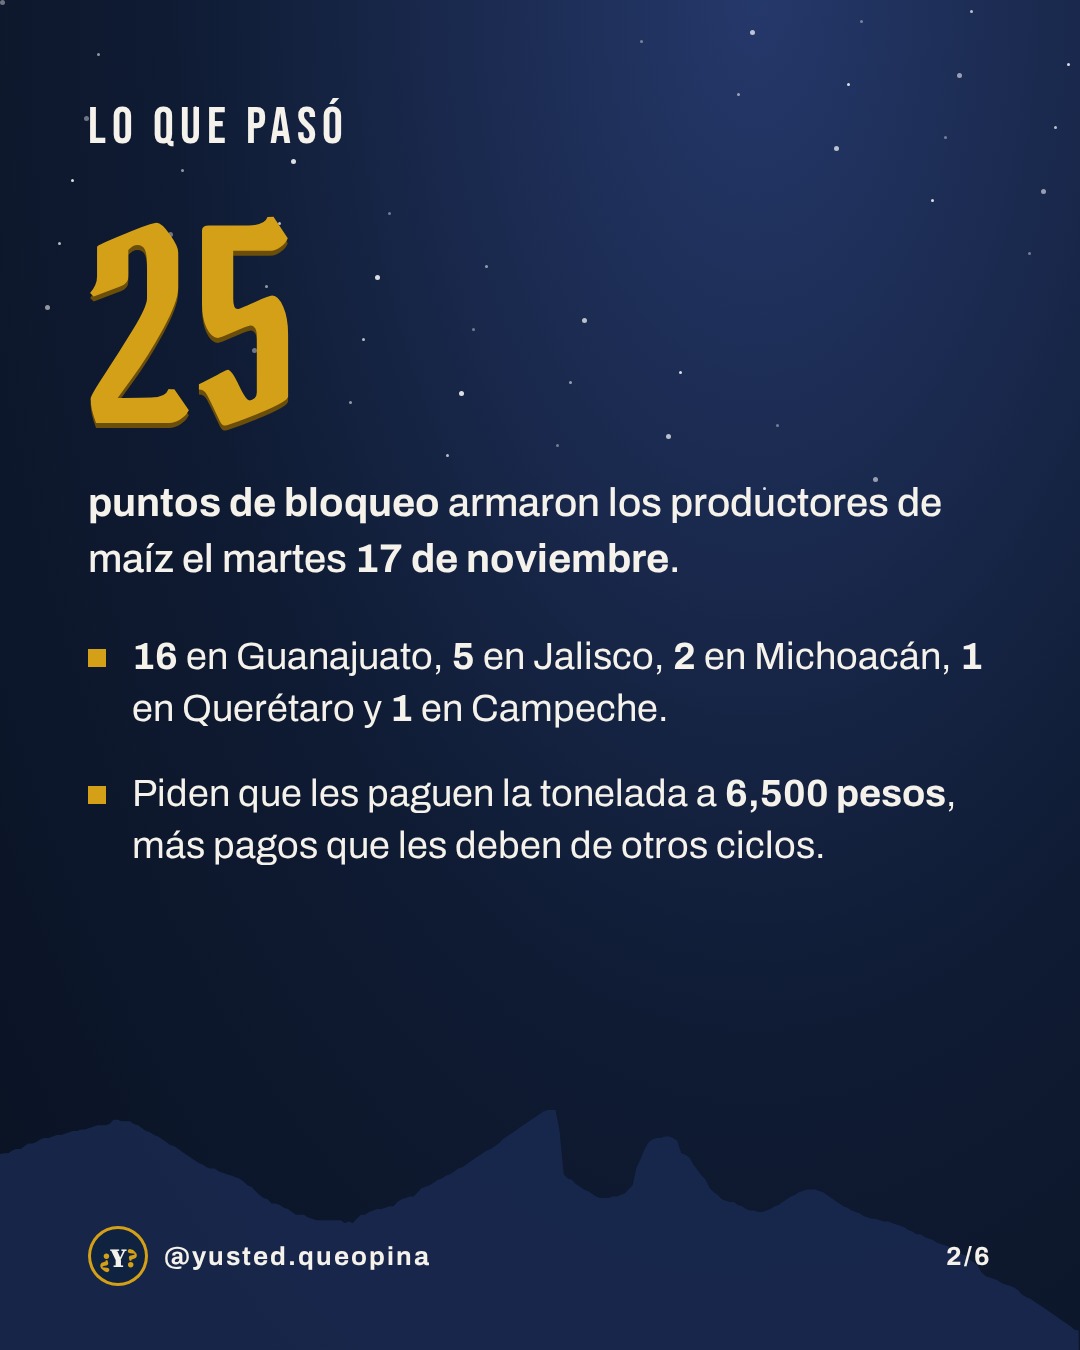 LO QUE PASÓ
25
puntos de bloqueo armaron los productores de
maíz el martes 17 de noviembre.
16 en Guanajuato, 5 en Jalisco, 2 en Michoacán, 1
en Querétaro y 1 en Campeche.
Piden que les paguen la tonelada a 6,500 pesos,
más pagos que les deben de otros ciclos.
¿Y?
@yusted.queopina
2/6